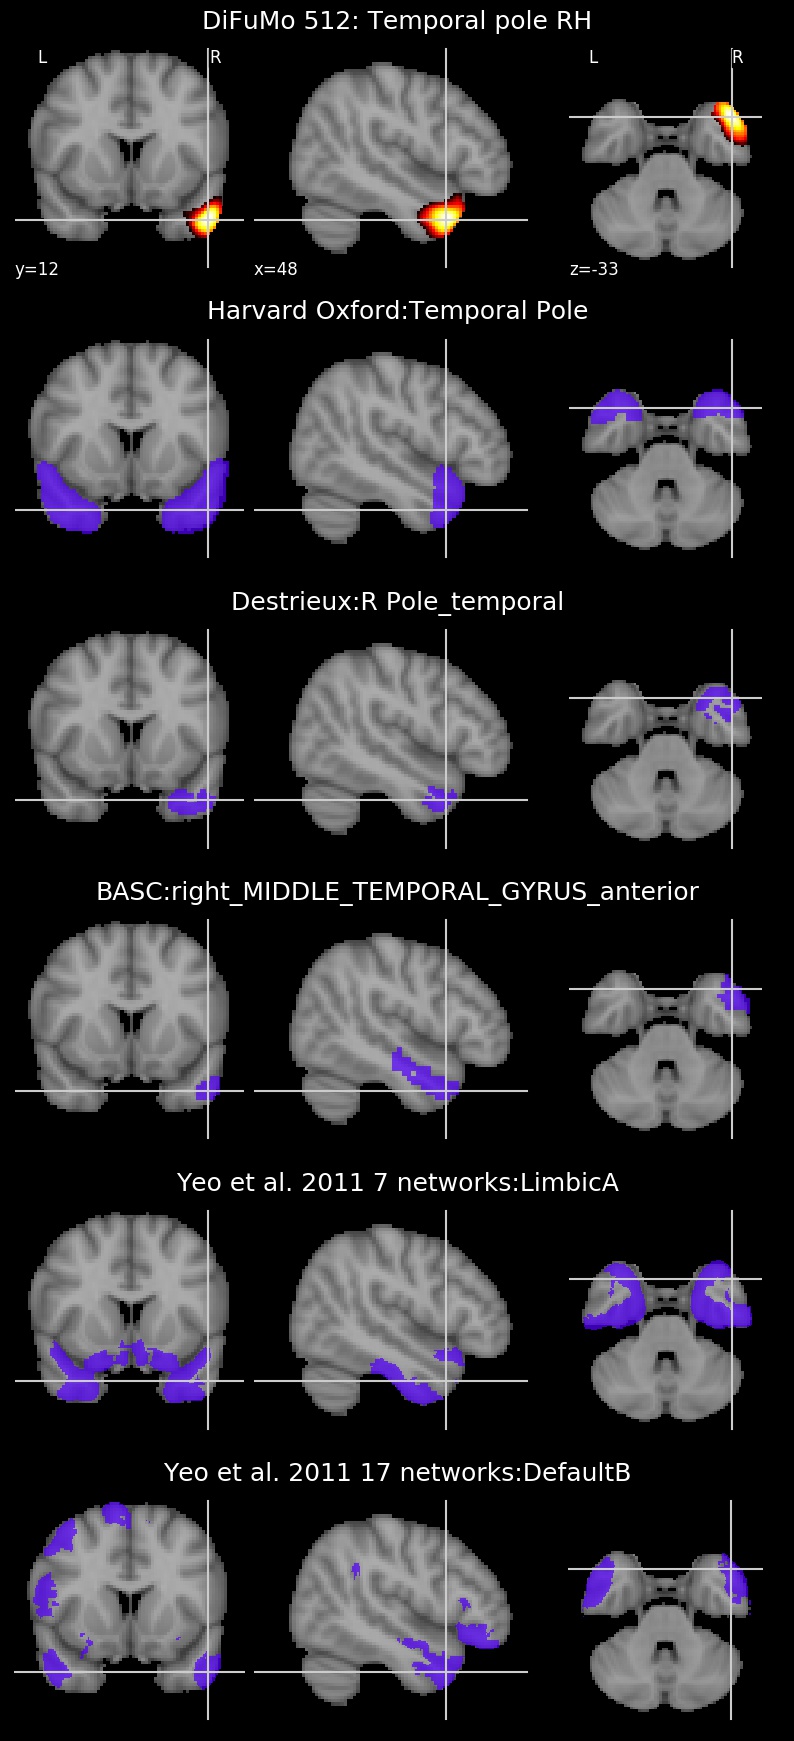 DiFuMo 512: Temporal pole RH
L R L R
y=12 x=48 z=-33
Harvard Oxford:Temporal Pole
Destrieux:R Pole_temporal
BASC:right_MIDDLE_TEMPORAL_GYRUS_anterior
Yeo et al. 2011 7 networks:LimbicA
Yeo et al. 2011 17 networks:DefaultB